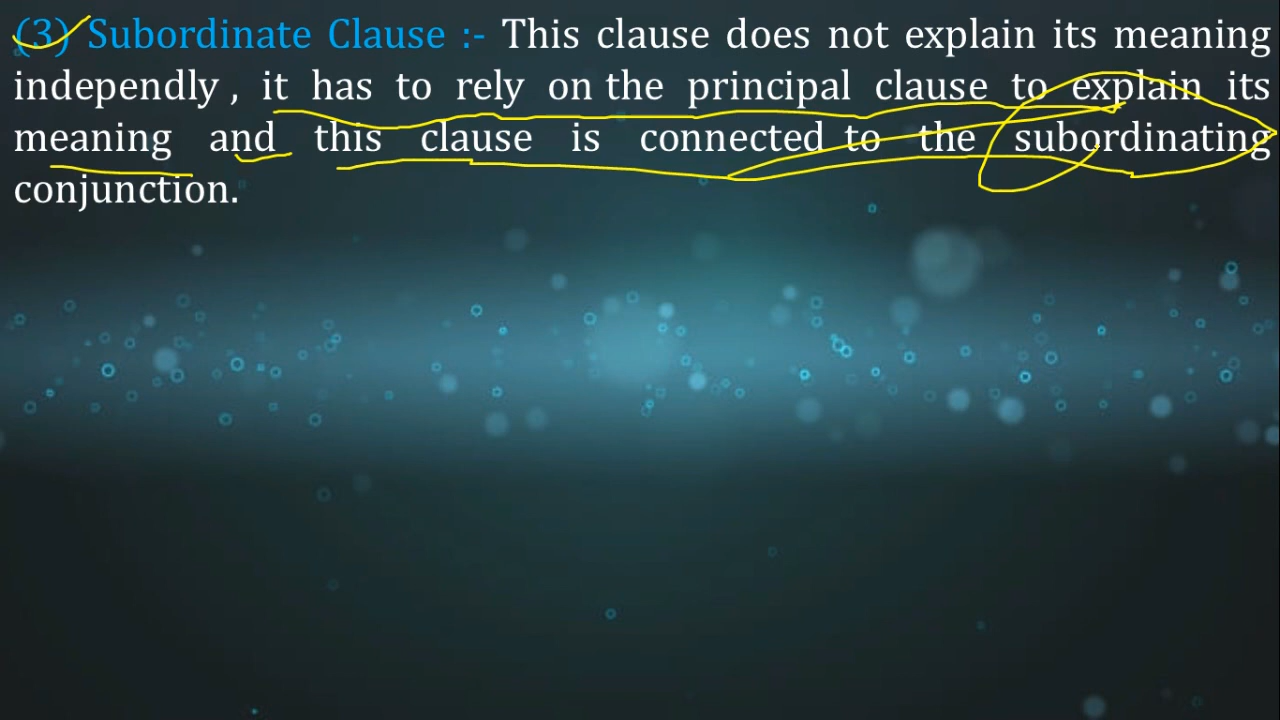 (3) Subordinate Clause :- This clause does not explain its meaning
independly , it has to rely on the principal clause to explain its
meaning and this clause is connected to the subordinating
conjunction.